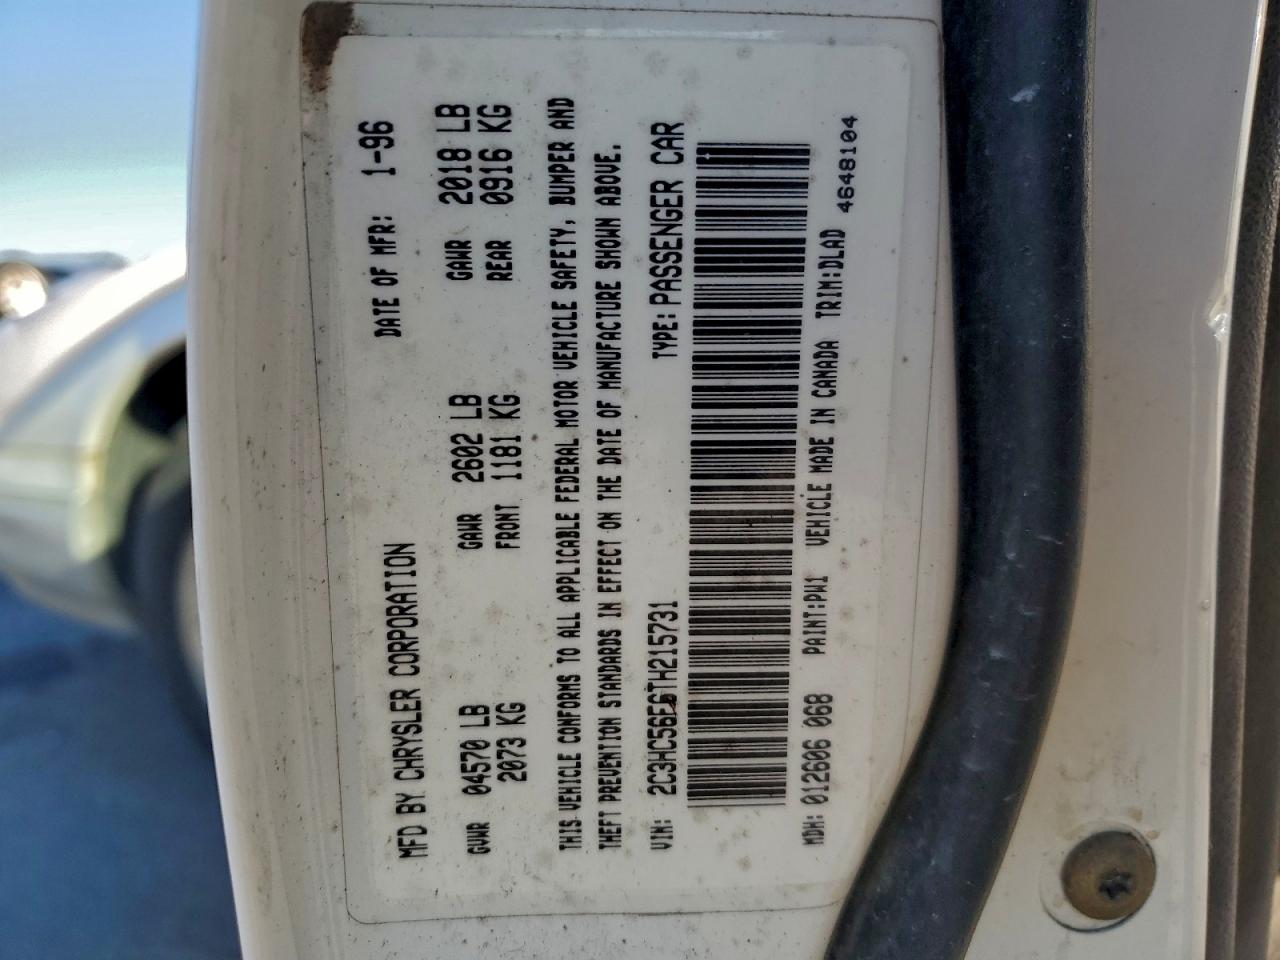 MFD BY CHRYSLER CORPORATION DATE OF MFR: 1-96
GVWR 04570 LB GAWR 2602 LB GAWR 2018 LB
2073 KG FRONT 1181 KG REAR 0916 KG
THIS VEHICLE CONFORMS TO ALL APPLICABLE FEDERAL MOTOR VEHICLE SAFETY, BUMPER AND
THEFT PREVENTION STANDARDS IN EFFECT ON THE DATE OF MANUFACTURE SHOWN ABOVE.
VIN: 2C3HC56F6TH215731 TYPE: PASSENGER CAR
MDH: 012606 068 PAINT:PW1 VEHICLE MADE IN CANADA TRIM:DLAD
4648104